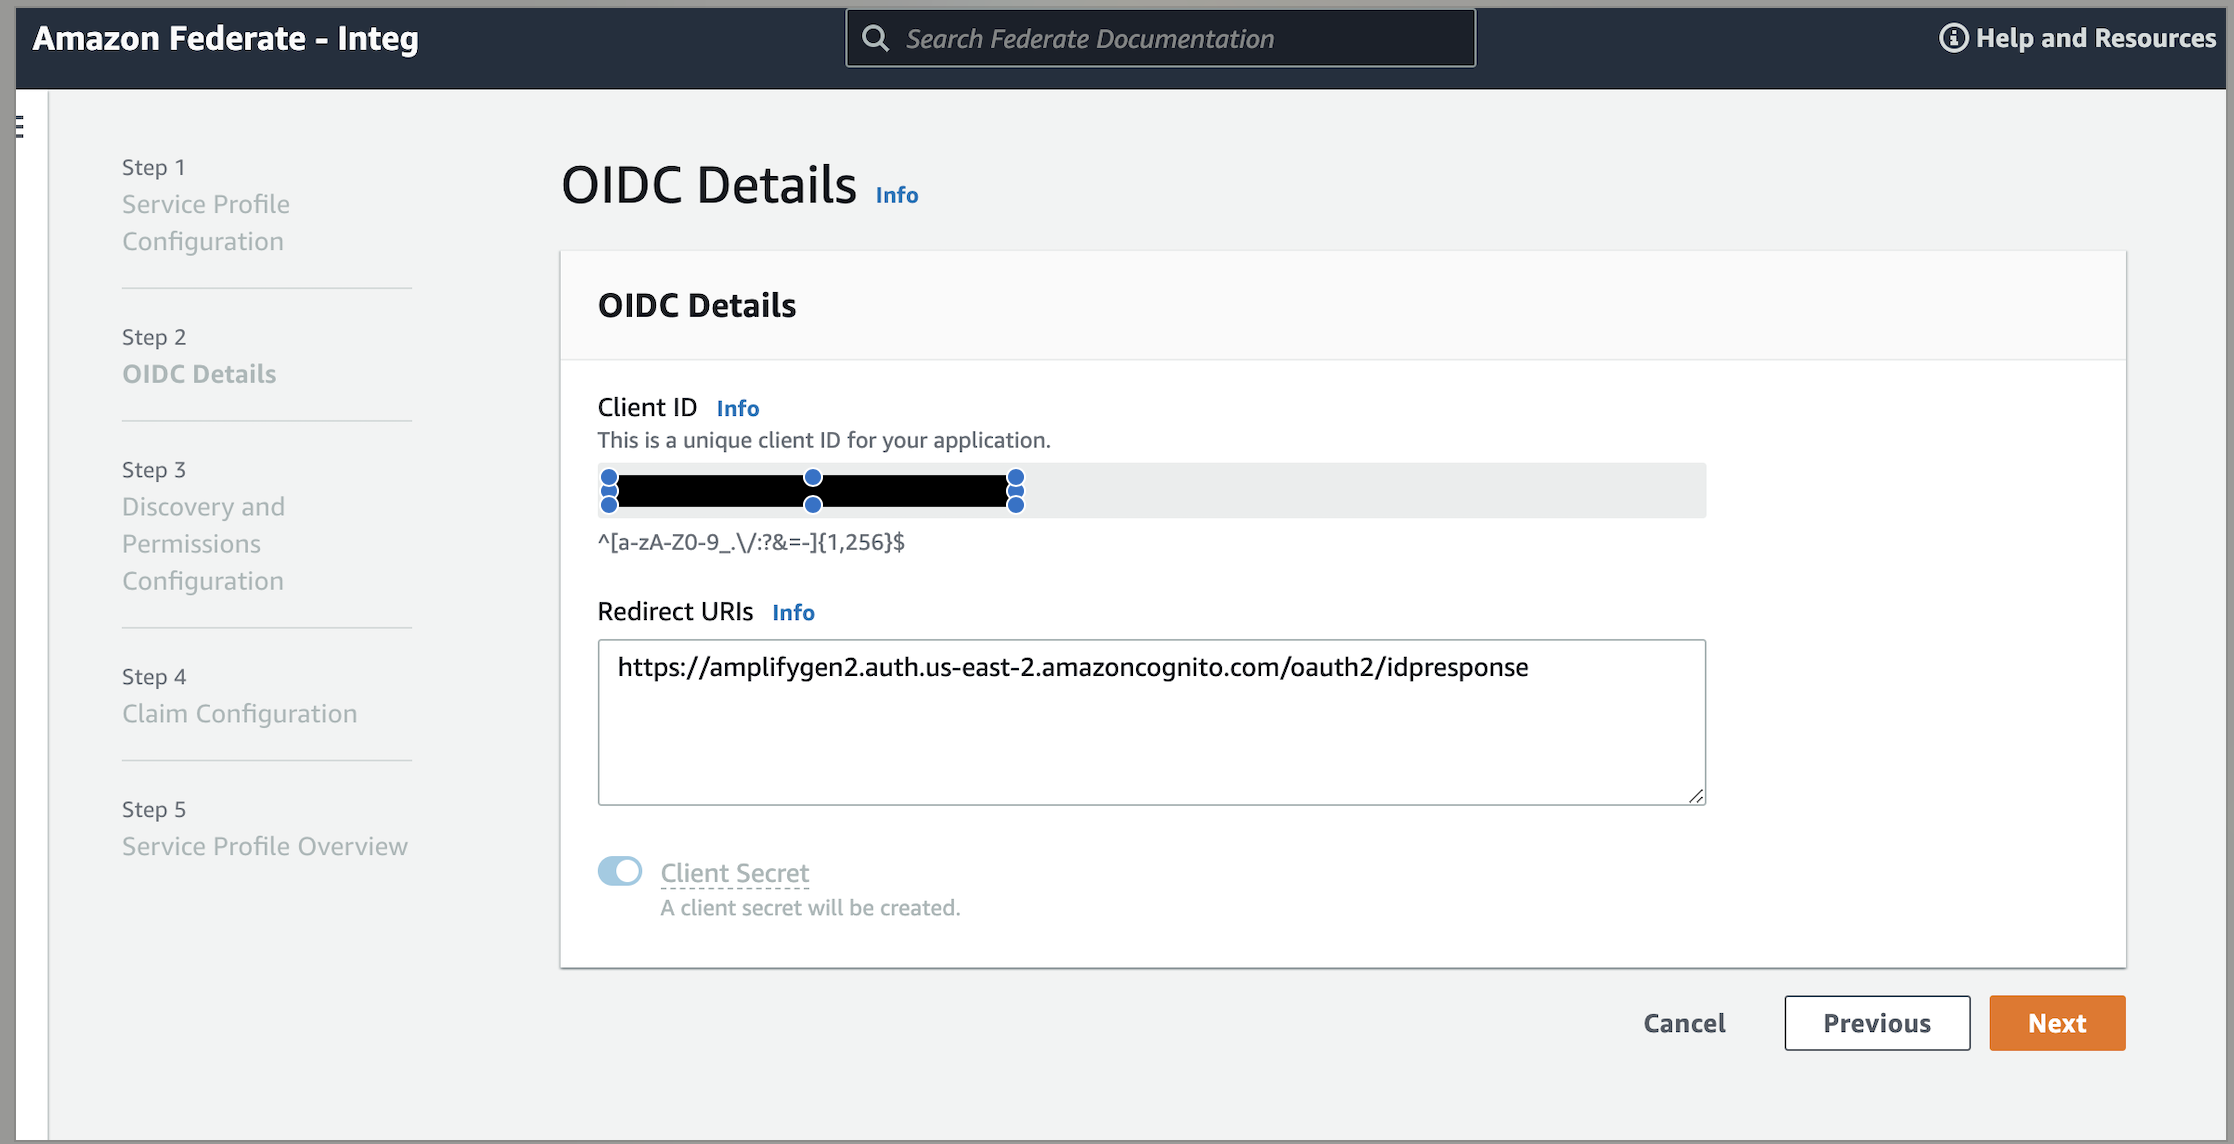 Amazon Federate - Integ
Search Federate Documentation
Help and Resources
Step 1
Service Profile
Configuration
Step 2
OIDC Details
Step 3
Discovery and
Permissions
Configuration
Step 4
Claim Configuration
Step 5
Service Profile Overview
OIDC Details Info
OIDC Details
Client ID Info
This is a unique client ID for your application.
^[a-zA-Z0-9_.\/:?&=-]{1,256}$
Redirect URIs Info
https://amplifygen2.auth.us-east-2.amazoncognito.com/oauth2/idpresponse
Client Secret
A client secret will be created.
Cancel
Previous
Next